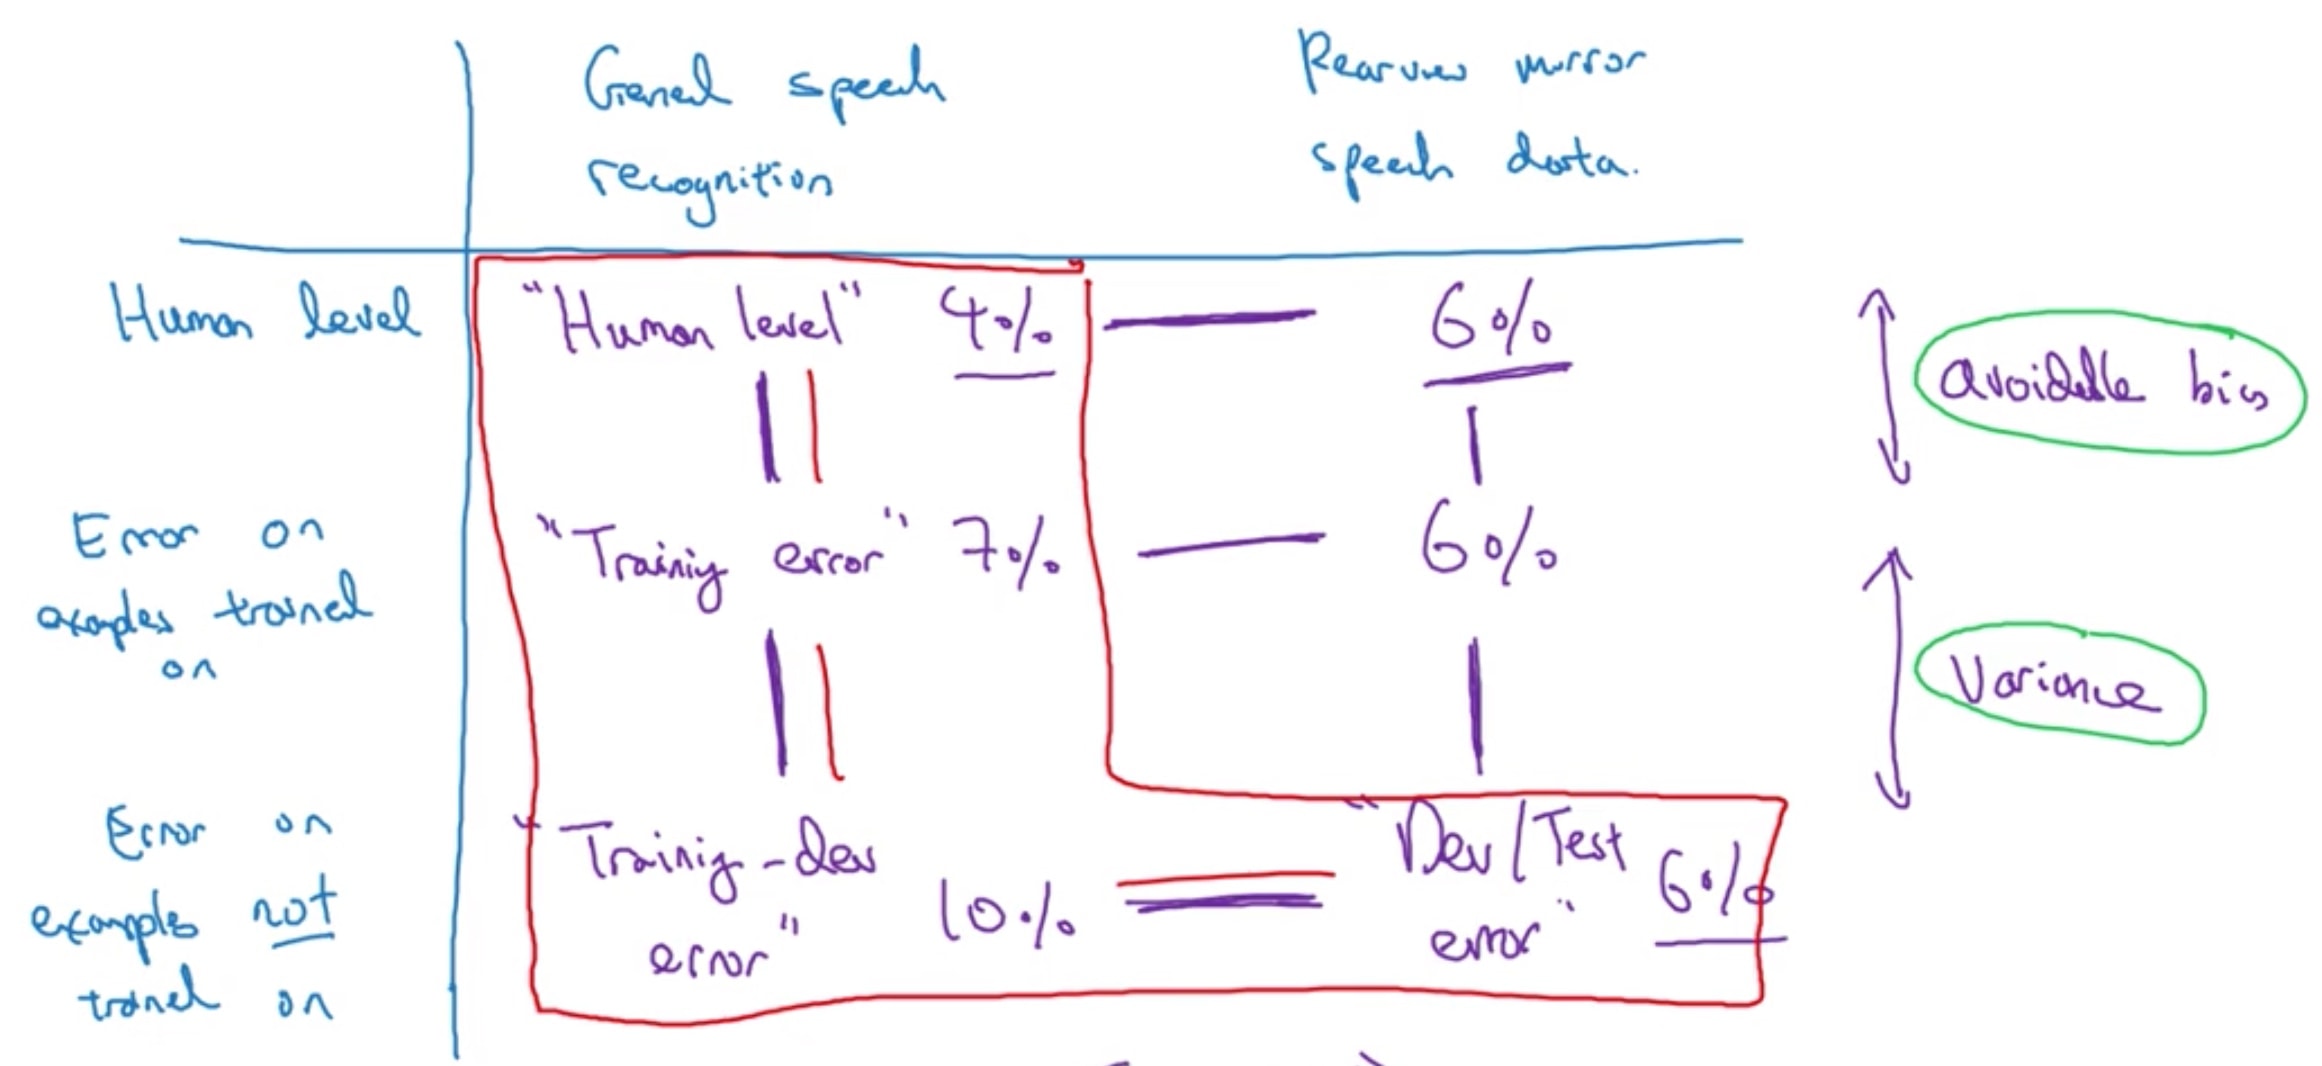 General speech
recognition
Rearview mirror
speech data.
Human level
"Human level" 4%
6%
avoidable bias
Error on
examples trained
on
"Training error" 7%
6%
Variance
Error on
examples not
trained on
"Training-dev
error"
10%
"Dev/Test
error"
6%